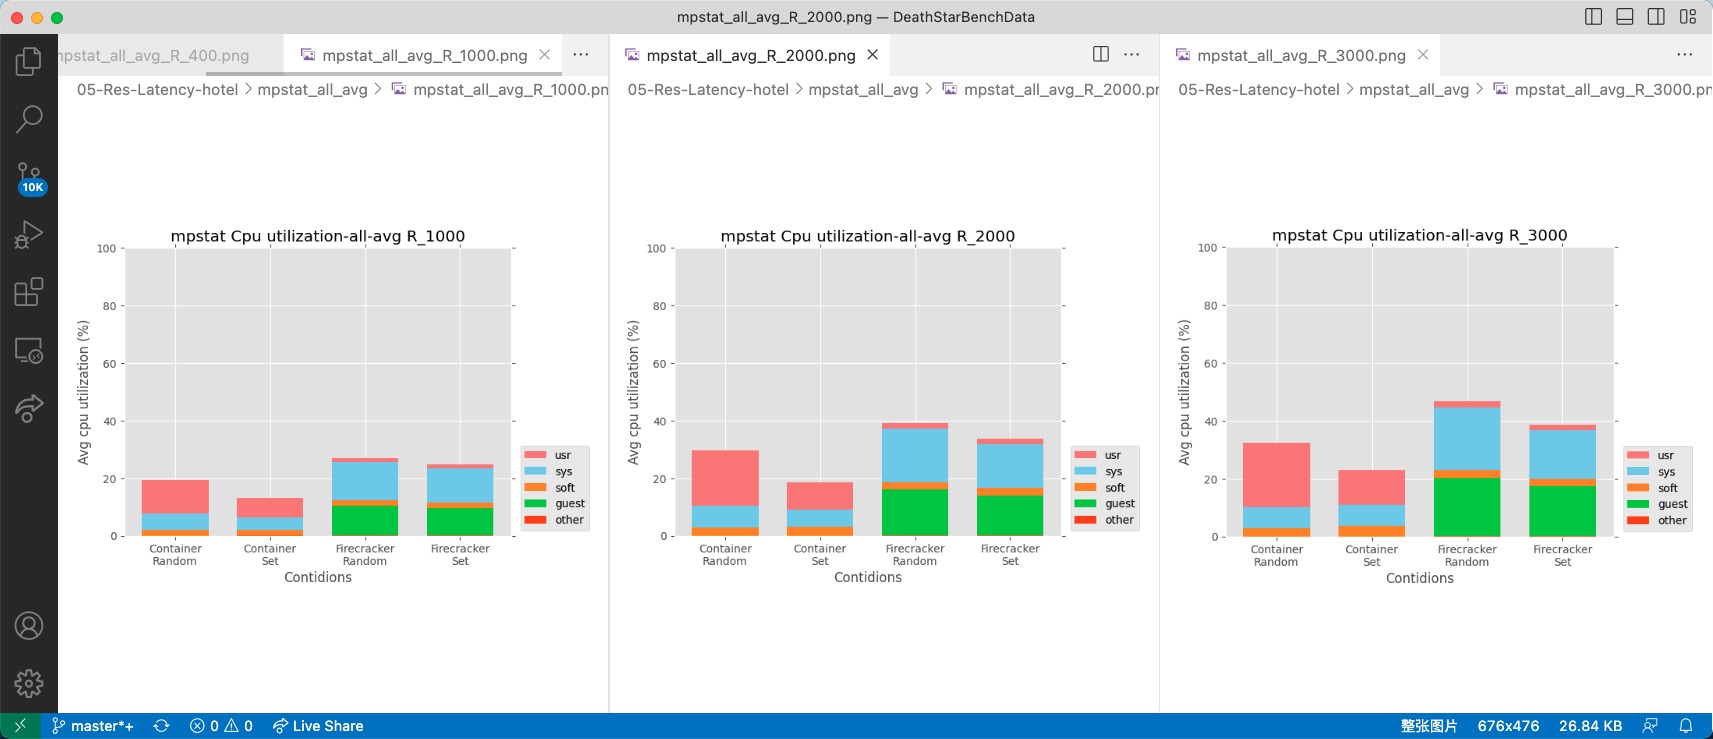 mpstat_all_avg_R_2000.png — DeathStarBenchData
mpstat_all_avg_R_400.png
mpstat_all_avg_R_1000.png
mpstat_all_avg_R_2000.png
mpstat_all_avg_R_3000.png
05-Res-Latency-hotel > mpstat_all_avg > mpstat_all_avg_R_1000.pn
05-Res-Latency-hotel > mpstat_all_avg > mpstat_all_avg_R_2000.pr
05-Res-Latency-hotel > mpstat_all_avg > mpstat_all_avg_R_3000.pn
10K
mpstat Cpu utilization-all-avg R_1000
100
80
60
40
20
0
Avg cpu utilization (%)
usr
sys
soft
guest
other
Container Random
Container Set
Firecracker Random
Firecracker Set
Contidions
mpstat Cpu utilization-all-avg R_2000
100
80
60
40
20
0
Avg cpu utilization (%)
usr
sys
soft
guest
other
Container Random
Container Set
Firecracker Random
Firecracker Set
Contidions
mpstat Cpu utilization-all-avg R_3000
100
80
60
40
20
0
Avg cpu utilization (%)
usr
sys
soft
guest
other
Container Random
Container Set
Firecracker Random
Firecracker Set
Contidions
master*+ 0 0 Live Share
整张图片 676x476 26.84 KB